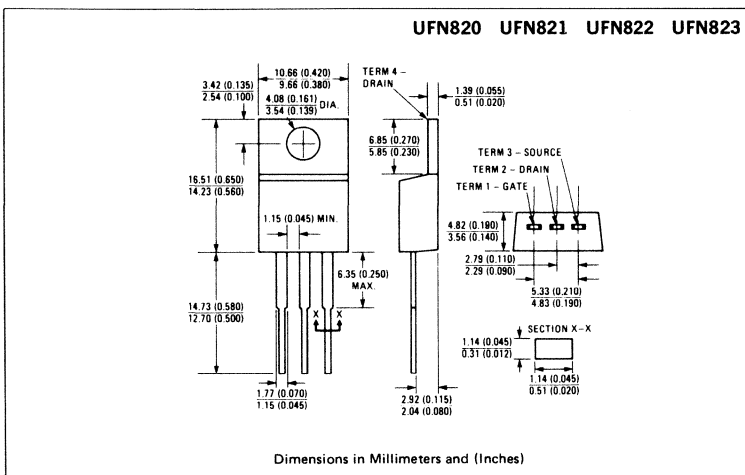 UFN820 UFN821 UFN822 UFN823
10.66 (0.420)
9.66 (0.380)
3.42 (0.135)
2.54 (0.100)
4.08 (0.161)
3.54 (0.139)
DIA.
TERM 4 –
DRAIN
1.39 (0.055)
0.51 (0.020)
6.85 (0.270)
5.85 (0.230)
16.51 (0.650)
14.23 (0.560)
1.15 (0.045) MIN.
TERM 3 – SOURCE
TERM 2 – DRAIN
TERM 1 – GATE
4.82 (0.190)
3.56 (0.140)
2.79 (0.110)
2.29 (0.090)
5.33 (0.210)
4.83 (0.190)
6.35 (0.250)
MAX.
14.73 (0.580)
12.70 (0.500)
X X
SECTION X–X
1.14 (0.045)
0.31 (0.012)
1.14 (0.045)
0.51 (0.020)
1.77 (0.070)
1.15 (0.045)
2.92 (0.115)
2.04 (0.080)
Dimensions in Millimeters and (Inches)